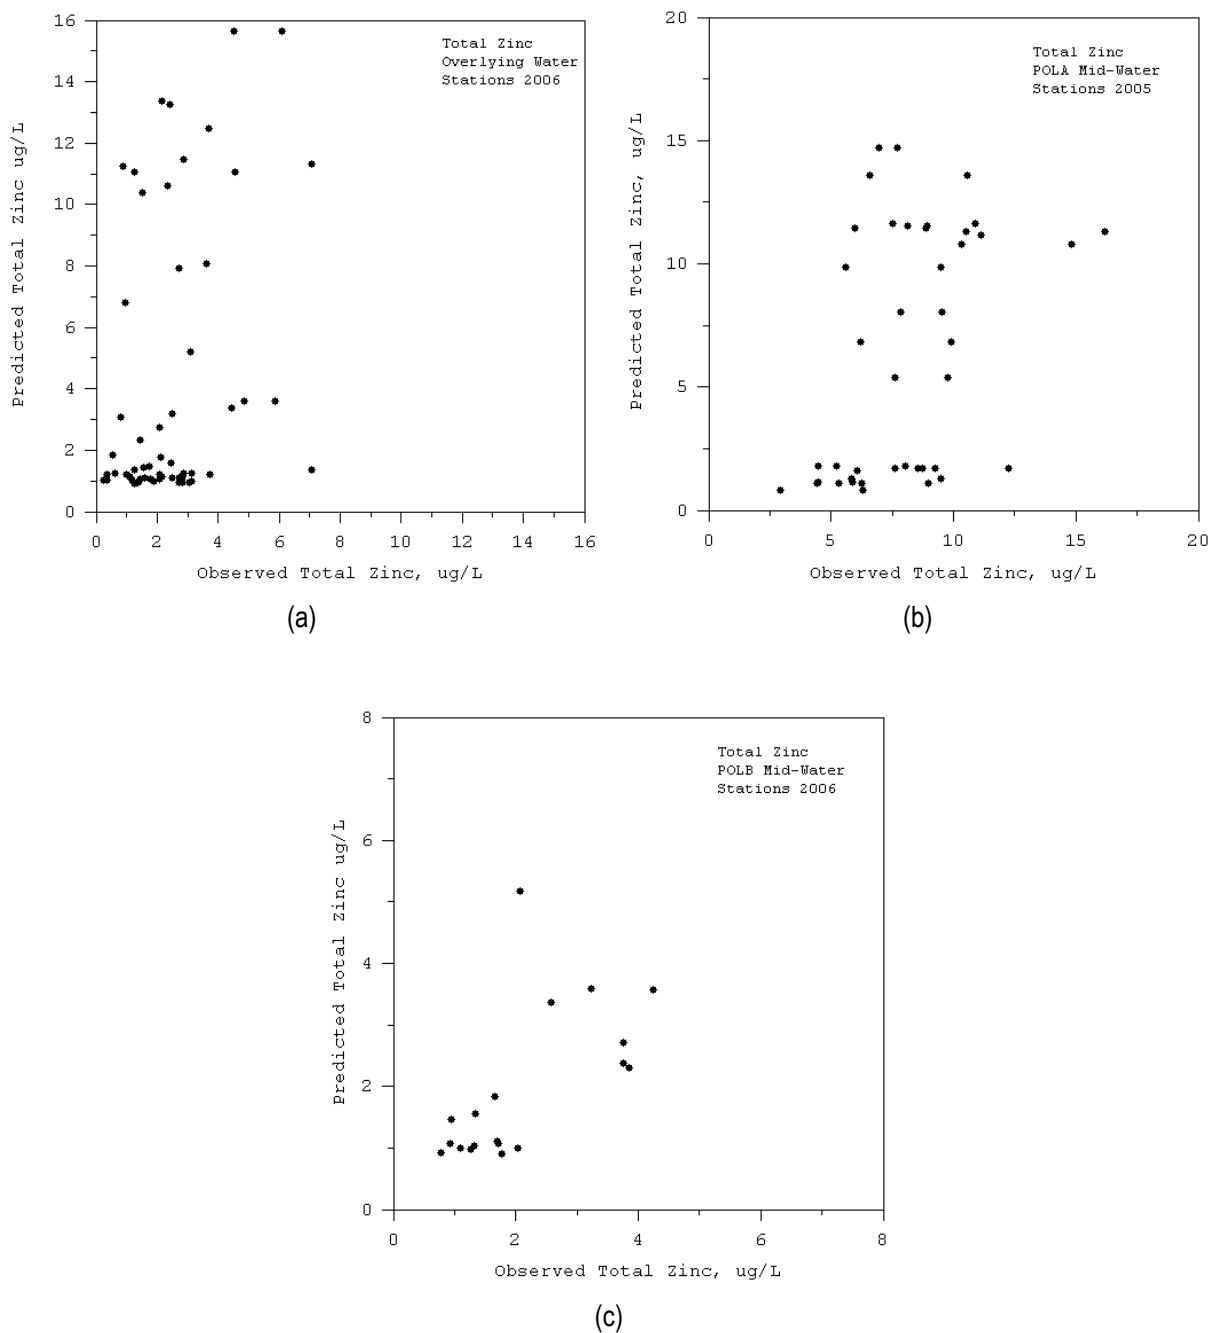 Total Zinc
Overlying Water
Stations 2006
Predicted Total Zinc ug/L
16
14
12
10
8
6
4
2
0
0 2 4 6 8 10 12 14 16
Observed Total Zinc, ug/L
(a)
Total Zinc
POLA Mid-Water
Stations 2005
Predicted Total Zinc, ug/L
20
15
10
5
0
0 5 10 15 20
Observed Total Zinc, ug/L
(b)
Total Zinc
POLB Mid-Water
Stations 2006
Predicted Total Zinc ug/L
8
6
4
2
0
0 2 4 6 8
Observed Total Zinc, ug/L
(c)